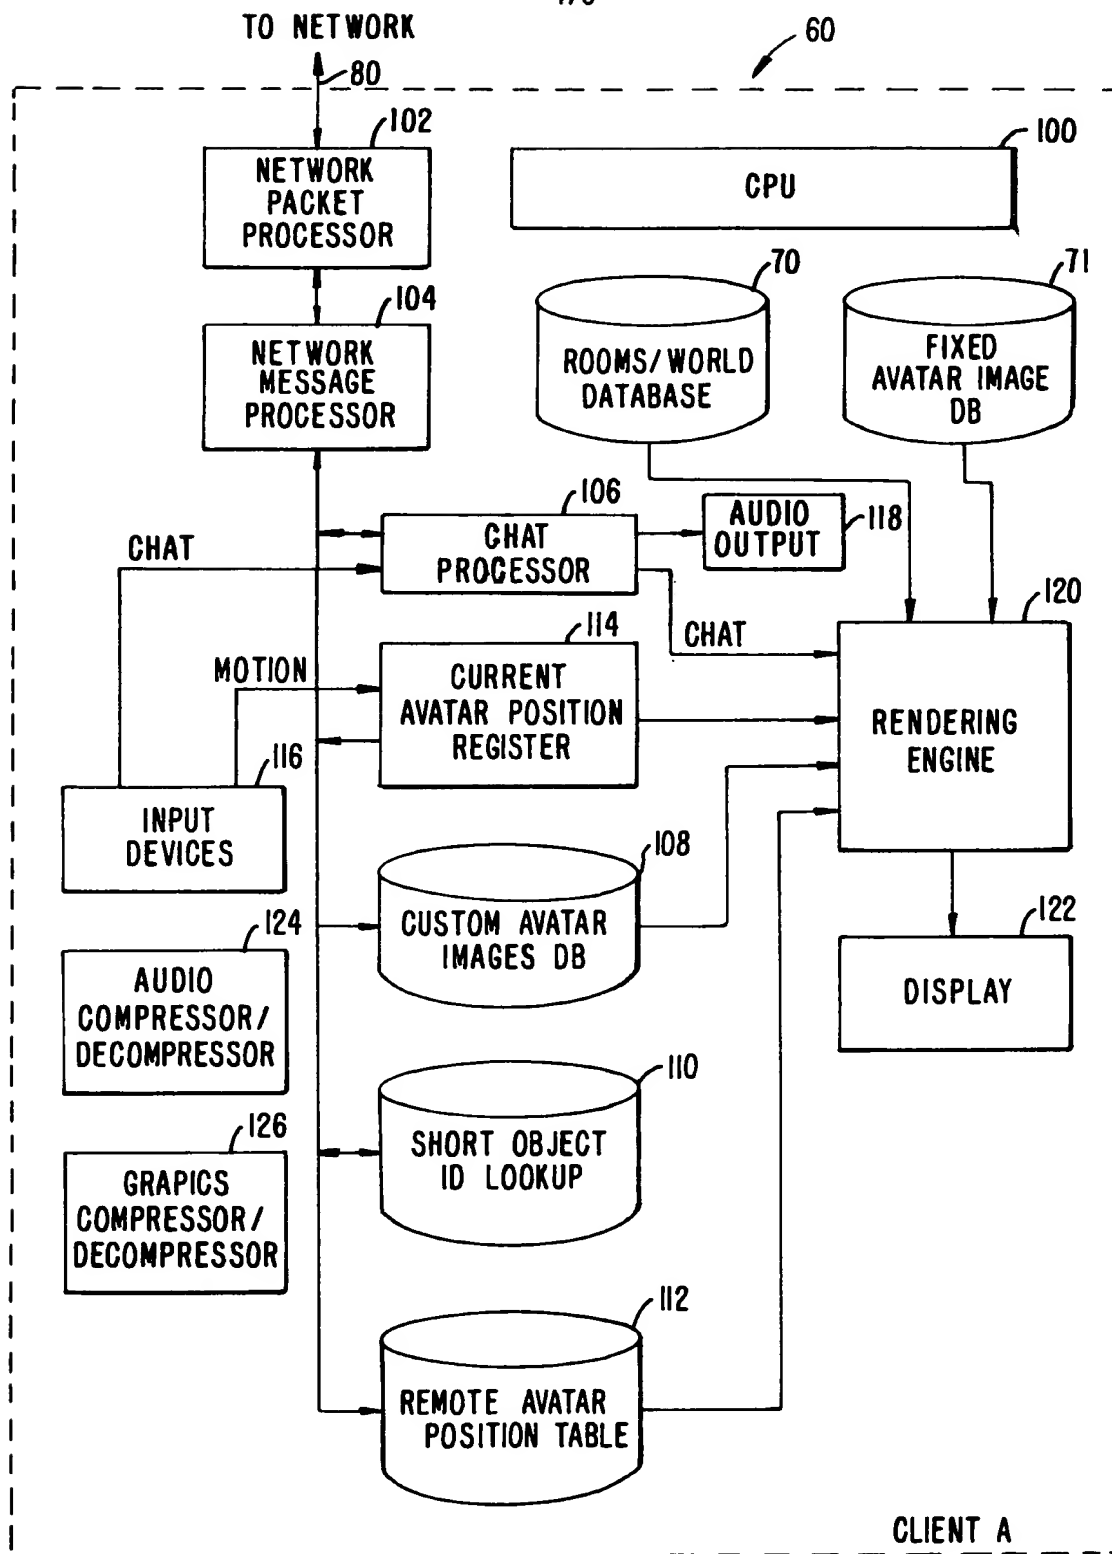 TO NETWORK
60
80
102
NETWORK
PACKET
PROCESSOR
100
CPU
104
NETWORK
MESSAGE
PROCESSOR
70
ROOMS/WORLD
DATABASE
71
FIXED
AVATAR IMAGE
DB
106
CHAT
PROCESSOR
AUDIO
OUTPUT
118
CHAT
CHAT
120
RENDERING
ENGINE
114
CURRENT
AVATAR POSITION
REGISTER
MOTION
116
INPUT
DEVICES
108
CUSTOM AVATAR
IMAGES DB
122
DISPLAY
124
AUDIO
COMPRESSOR/
DECOMPRESSOR
110
SHORT OBJECT
ID LOOKUP
126
GRAPICS
COMPRESSOR/
DECOMPRESSOR
112
REMOTE AVATAR
POSITION TABLE
CLIENT A